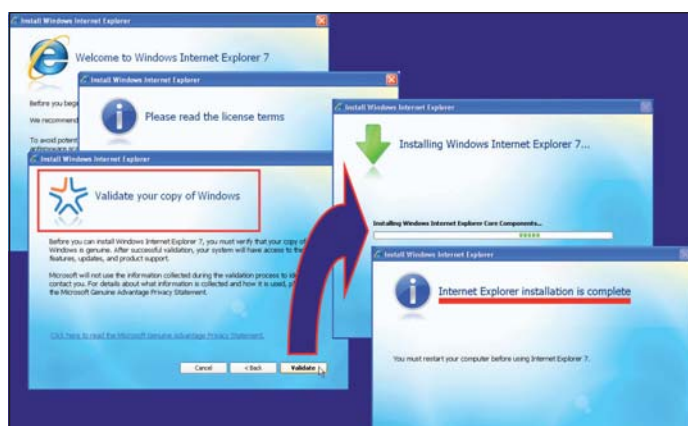 Install Windows Internet Explorer
Welcome to Windows Internet Explorer 7
Before you beg
We recommend
To avoid potent
antispyware sc
Install Windows Internet Explorer
Please read the license terms
Install Windows Internet Explorer
Validate your copy of Windows
Before you can install Windows Internet Explorer 7, you must verify that your copy of
Windows is genuine. After successful validation, your system will have access to the
features, updates, and product support.
Microsoft will not use the information collected during the validation process to
contact you. For details about what information is collected and how it is used,
the Microsoft Genuine Advantage Privacy Statement.
Click here to read the Microsoft Genuine Advantage Privacy Statement.
Cancel
< Back
Validate
Install Windows Internet Explorer
Installing Windows Internet Explorer 7...
Installing Windows Internet Explorer Core Components...
Install Windows Internet Explorer
Internet Explorer installation is complete
You must restart your computer before using Internet Explorer 7.